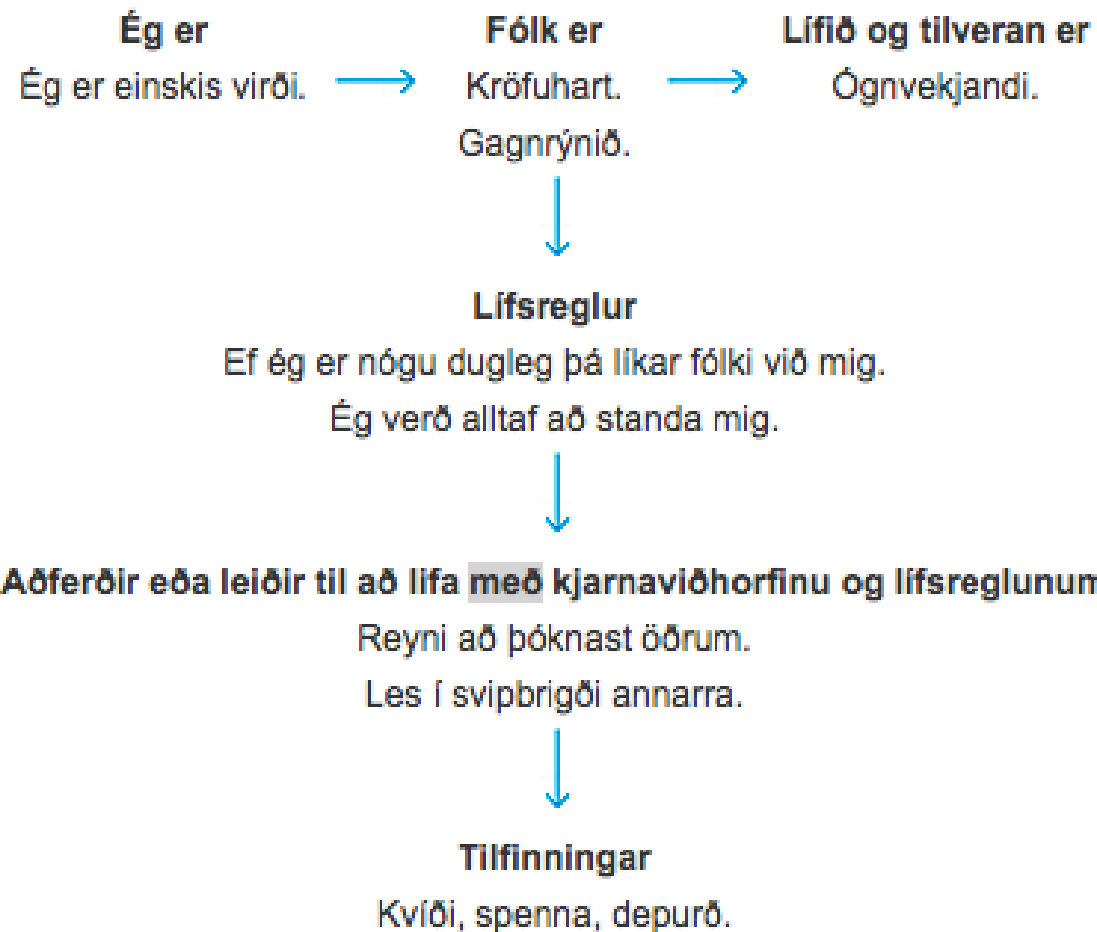 Ég er Fólk er Lífið og tilveran er
Ég er einskis virði. Kröfuhart. Ógnvekjandi.
Gagnrýnið.
Lífsreglur
Ef ég er nógu dugleg þá líkar fólki við mig.
Ég verð alltaf að standa mig.
Aðferðir eða leiðir til að lifa með kjarnaviðhorfinu og lífsreglunum
Reyni að þóknast öðrum.
Les í svipbrigði annarra.
Tilfinningar
Kvíði, spenna, depurð.